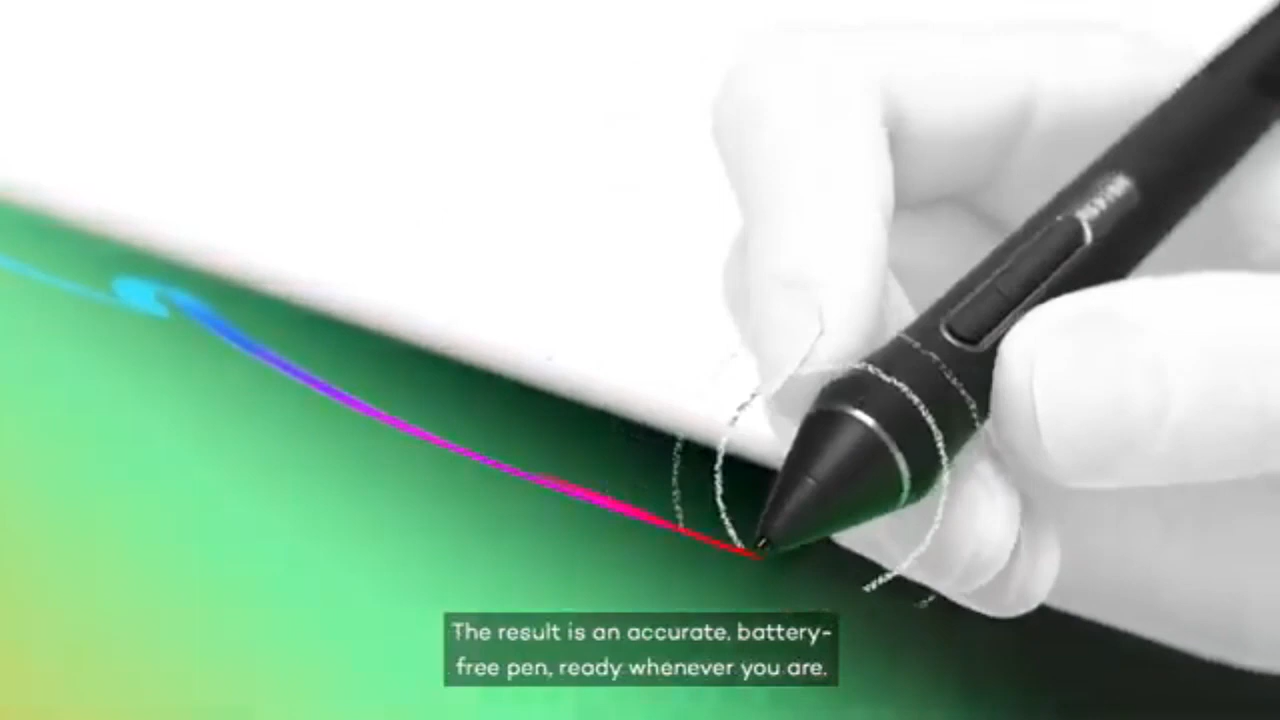 The result is an accurate, battery-
free pen, ready whenever you are.